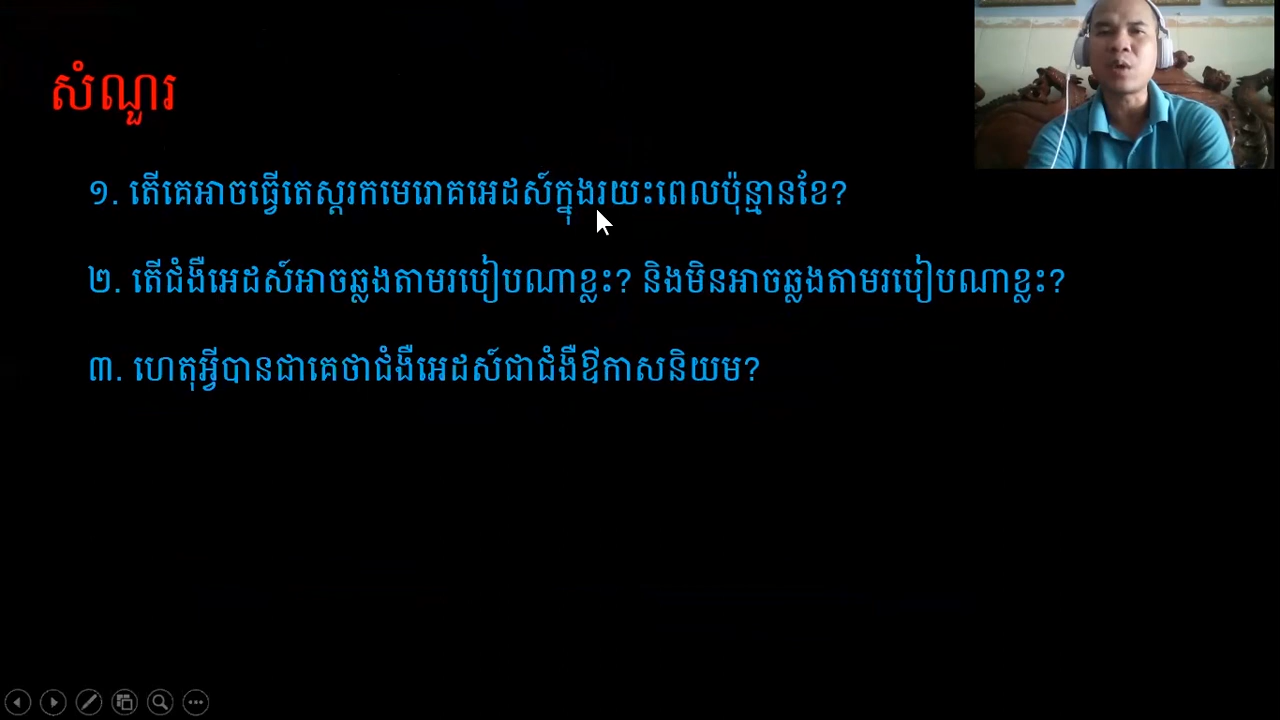 សំណួរ
១. តើគេអាចធ្វើតេស្តរកមេរោគអេដស៍ក្នុងរយះពេលប៉ុន្មានខែ?
២. តើជំងឺអេដស៍អាចឆ្លងតាមរបៀបណាខ្លះ? និងមិនអាចឆ្លងតាមរបៀបណាខ្លះ?
៣. ហេតុអ្វីបានជាគេថាជំងឺអេដស៍ជាជំងឺឱកាសនិយម?